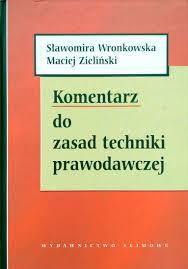 Sławomira Wronkowska
Maciej Zieliński
Komentarz
do
zasad techniki
prawodawczej
WYDAWNICTWO SEJMOWE